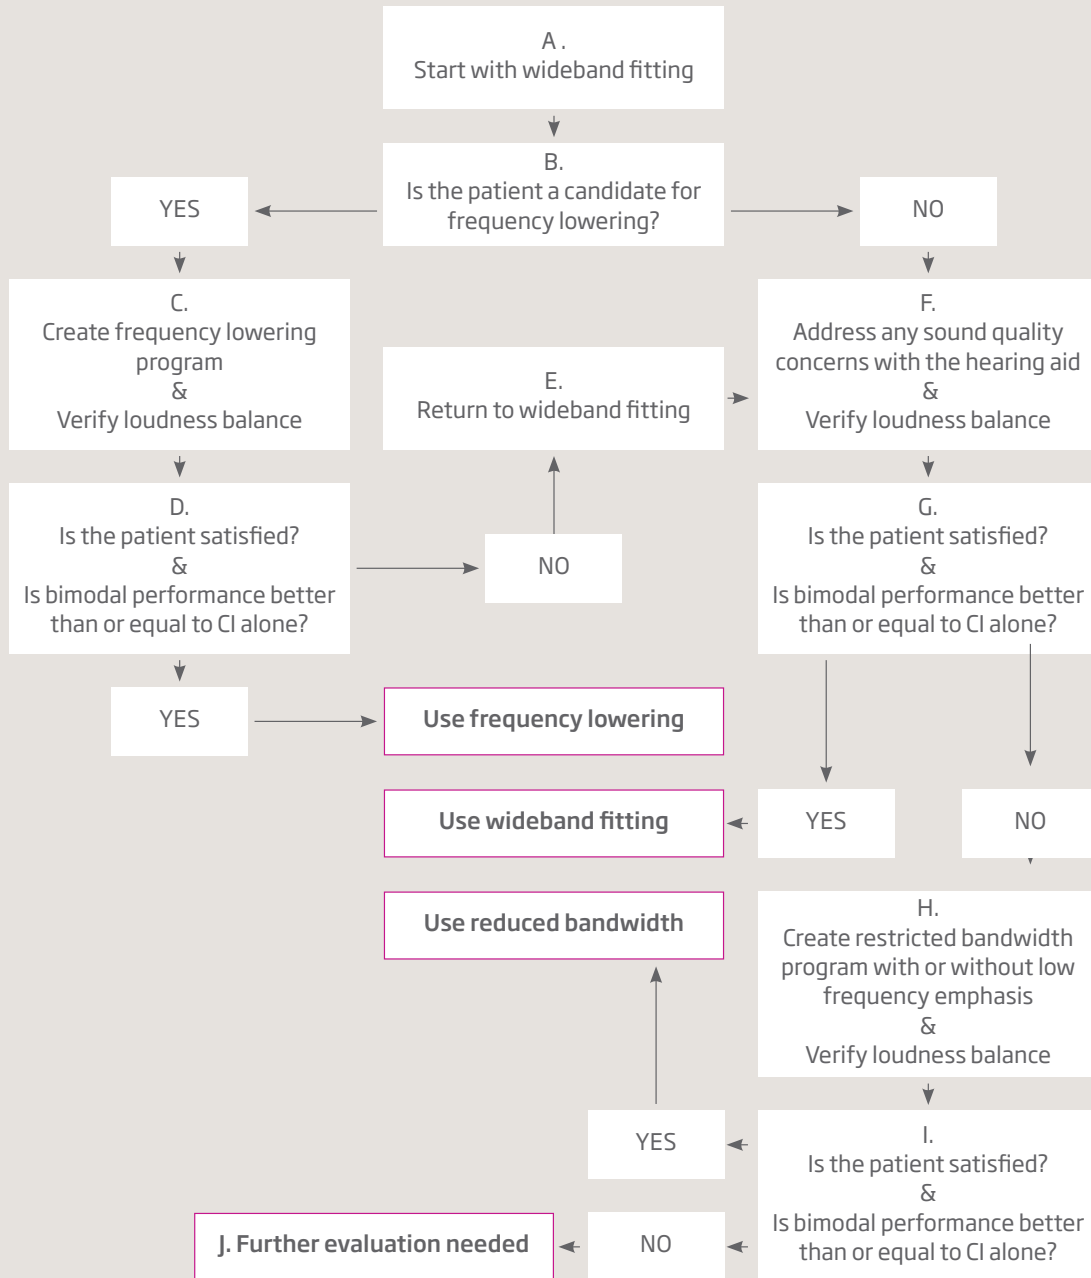 A .
Start with wideband fitting
B.
Is the patient a candidate for
frequency lowering?
YES
NO
C.
Create frequency lowering
program
&
Verify loudness balance
E.
Return to wideband fitting
F.
Address any sound quality
concerns with the hearing aid
&
Verify loudness balance
D.
Is the patient satisfied?
&
Is bimodal performance better
than or equal to CI alone?
NO
G.
Is the patient satisfied?
&
Is bimodal performance better
than or equal to CI alone?
YES
Use frequency lowering
Use wideband fitting
YES
NO
Use reduced bandwidth
H.
Create restricted bandwidth
program with or without low
frequency emphasis
&
Verify loudness balance
YES
I.
Is the patient satisfied?
&
Is bimodal performance better
than or equal to CI alone?
J. Further evaluation needed
NO